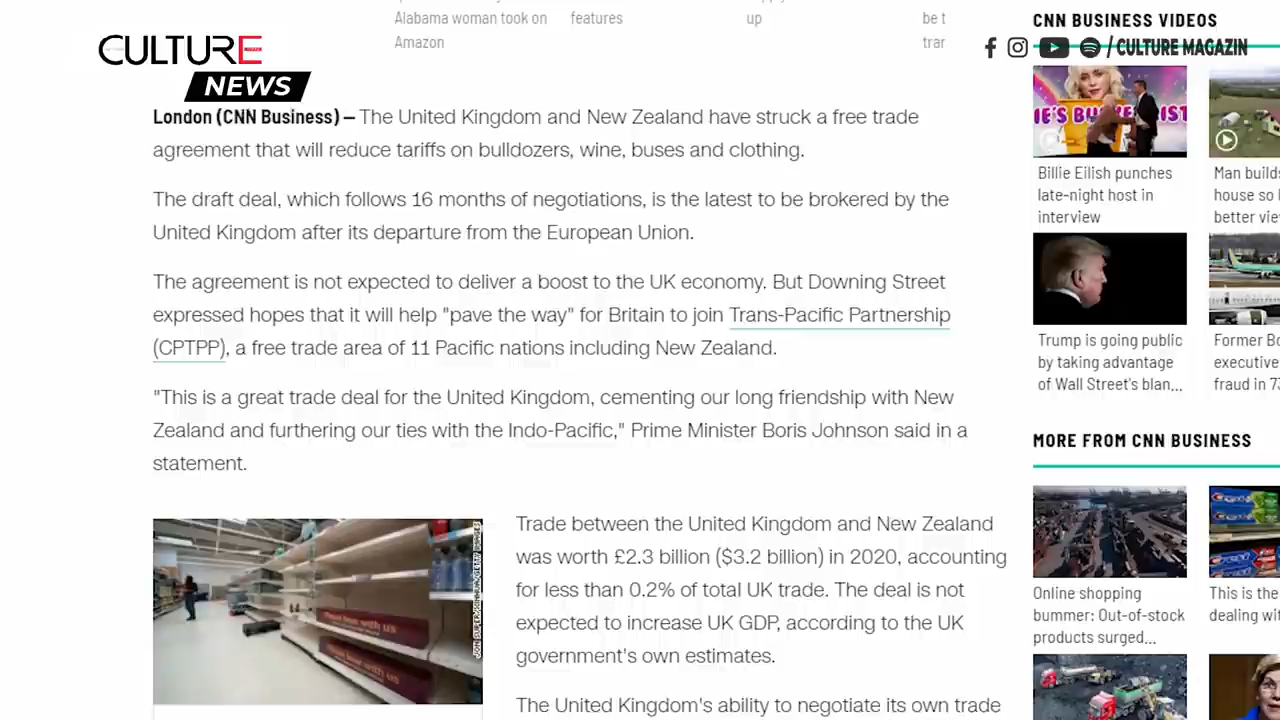 Alabama woman took on
Amazon
features
up
be t
trar
CULTURE
NEWS
CNN BUSINESS VIDEOS
/ CULTURE MAGAZIN
London (CNN Business) — The United Kingdom and New Zealand have struck a free trade
agreement that will reduce tariffs on bulldozers, wine, buses and clothing.
The draft deal, which follows 16 months of negotiations, is the latest to be brokered by the
United Kingdom after its departure from the European Union.
The agreement is not expected to deliver a boost to the UK economy. But Downing Street
expressed hopes that it will help "pave the way" for Britain to join Trans-Pacific Partnership
(CPTPP), a free trade area of 11 Pacific nations including New Zealand.
"This is a great trade deal for the United Kingdom, cementing our long friendship with New
Zealand and furthering our ties with the Indo-Pacific," Prime Minister Boris Johnson said in a
statement.
Trade between the United Kingdom and New Zealand
was worth £2.3 billion ($3.2 billion) in 2020, accounting
for less than 0.2% of total UK trade. The deal is not
expected to increase UK GDP, according to the UK
government's own estimates.
The United Kingdom's ability to negotiate its own trade
Billie Eilish punches
late-night host in
interview
Man builds
house so
better vie
Trump is going public
by taking advantage
of Wall Street's blan...
Former Bo
executive
fraud in 73
MORE FROM CNN BUSINESS
Online shopping
bummer: Out-of-stock
products surged...
This is the
dealing wi